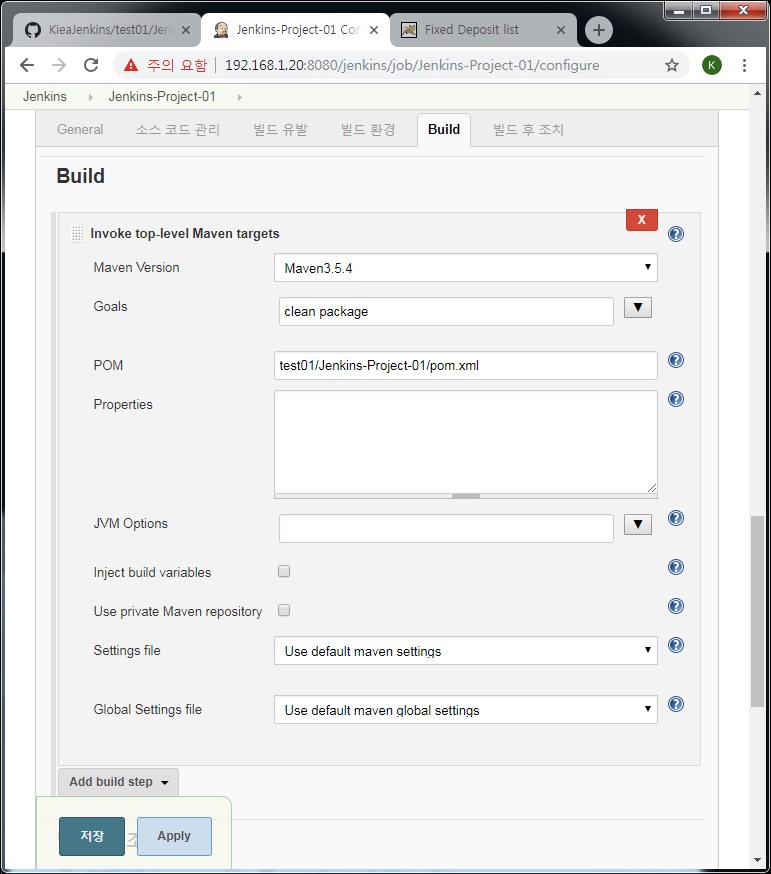 KieaJenkins/test01/Jen
Jenkins-Project-01 Con
Fixed Deposit list
주의 요함
192.168.1.20:8080/jenkins/job/Jenkins-Project-01/configure
K
Jenkins
Jenkins-Project-01
General
소스 코드 관리
빌드 유발
빌드 환경
Build
빌드 후 조치
Build
X
Invoke top-level Maven targets
Maven Version
Maven3.5.4
Goals
clean package
POM
test01/Jenkins-Project-01/pom.xml
Properties
JVM Options
Inject build variables
Use private Maven repository
Settings file
Use default maven settings
Global Settings file
Use default maven global settings
Add build step
저장
Apply